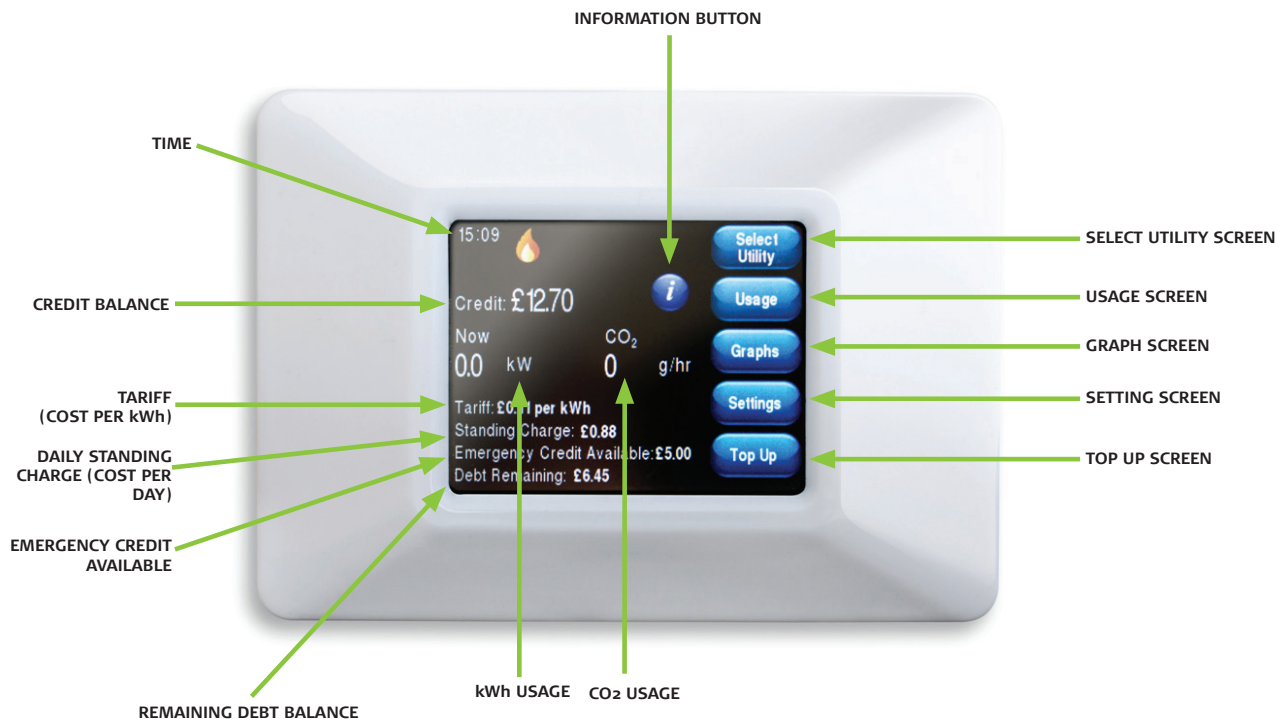 INFORMATION BUTTON
TIME
CREDIT BALANCE
TARIFF
(COST PER kWh)
DAILY STANDING
CHARGE (COST PER
DAY)
EMERGENCY CREDIT
AVAILABLE
REMAINING DEBT BALANCE
15:09
Credit: £12.70
i
Now
CO₂
0.0 kW
0 g/hr
Tariff: per kWh
Standing Charge: £0.88
Emergency Credit Available:£5.00
Debt Remaining: £6.45
Select
Utility
Usage
Graphs
Settings
Top Up
SELECT UTILITY SCREEN
USAGE SCREEN
GRAPH SCREEN
SETTING SCREEN
TOP UP SCREEN
kWh USAGE
CO2 USAGE